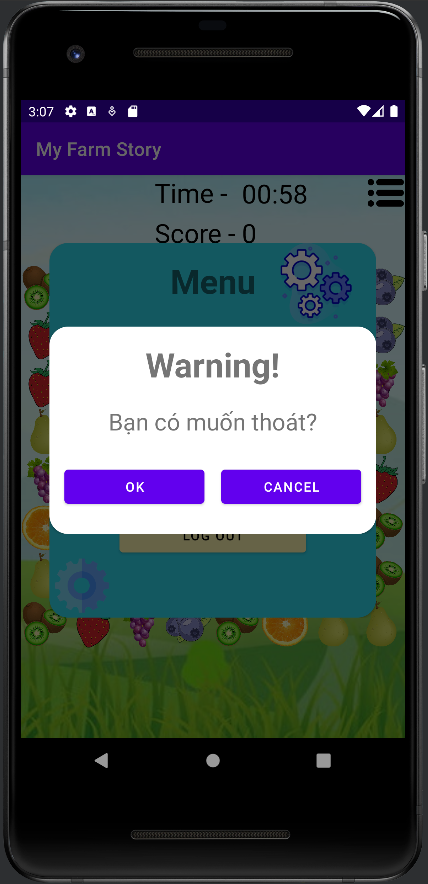 3:07
My Farm Story
Time - 00:58
Score - 0
Menu
Warning!
Bạn có muốn thoát?
OK CANCEL
LOG OUT